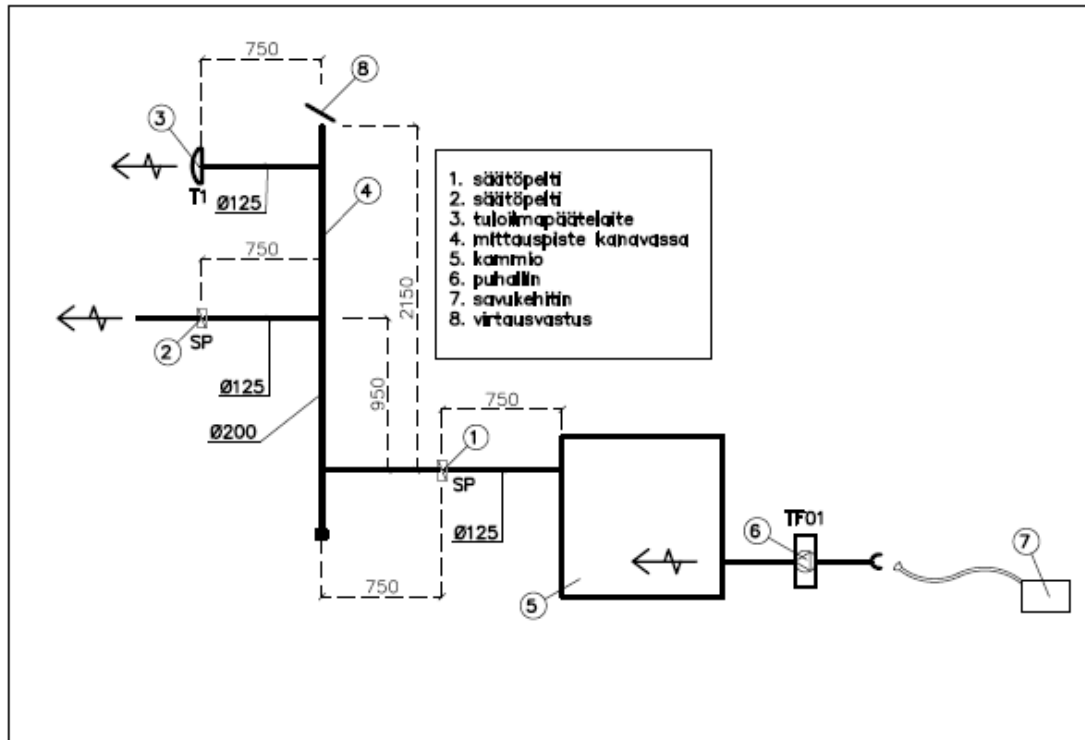 750
8
3
T1
Ø125
4
1. säätöpelti
2. säätöpelti
3. tuloilmapäätelaite
4. mittauspiste kanavassa
5. kammio
6. puhallin
7. savukehitin
8. virtausvastus
750
2150
2
SP
Ø125
950
Ø200
750
1
SP
Ø125
750
TF01
6
7
5